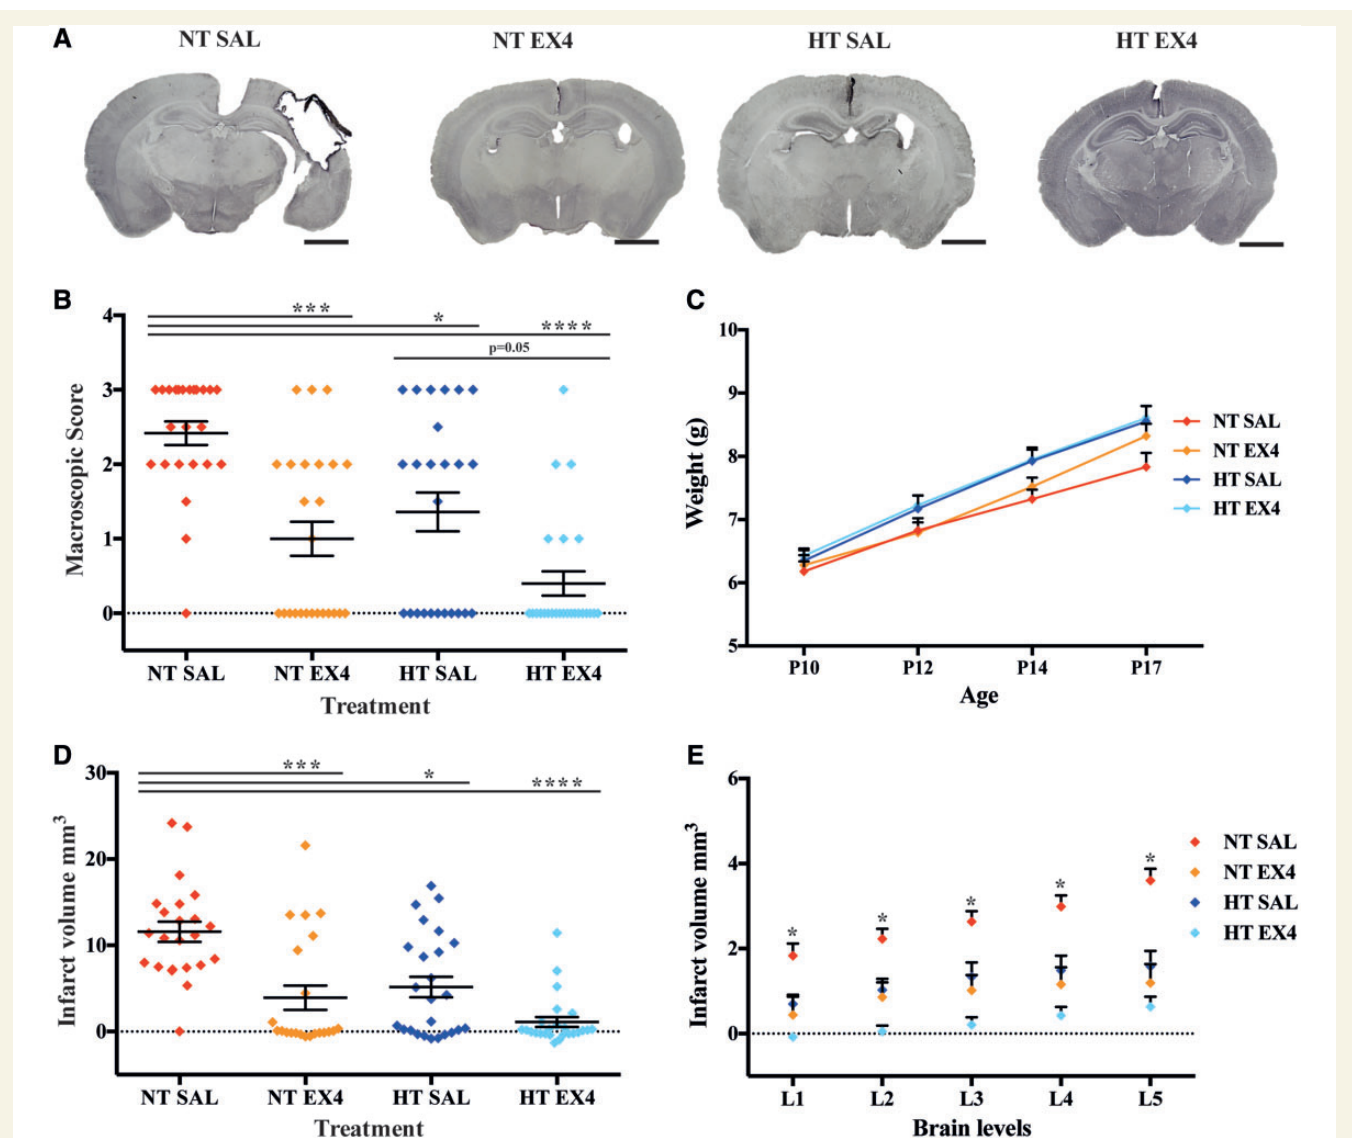 A
NT SAL NT EX4 HT SAL HT EX4
B
Macroscopic Score
4
3
2
1
0
*** * ****
p=0.05
NT SAL NT EX4 HT SAL HT EX4
Treatment
C
Weight (g)
10
9
8
7
6
5
P10 P12 P14 P17
Age
NT SAL
NT EX4
HT SAL
HT EX4
D
Infarct volume mm³
30
20
10
0
*** * ****
NT SAL NT EX4 HT SAL HT EX4
Treatment
E
Infarct volume mm³
6
4
2
0
* * * * *
L1 L2 L3 L4 L5
Brain levels
NT SAL
NT EX4
HT SAL
HT EX4